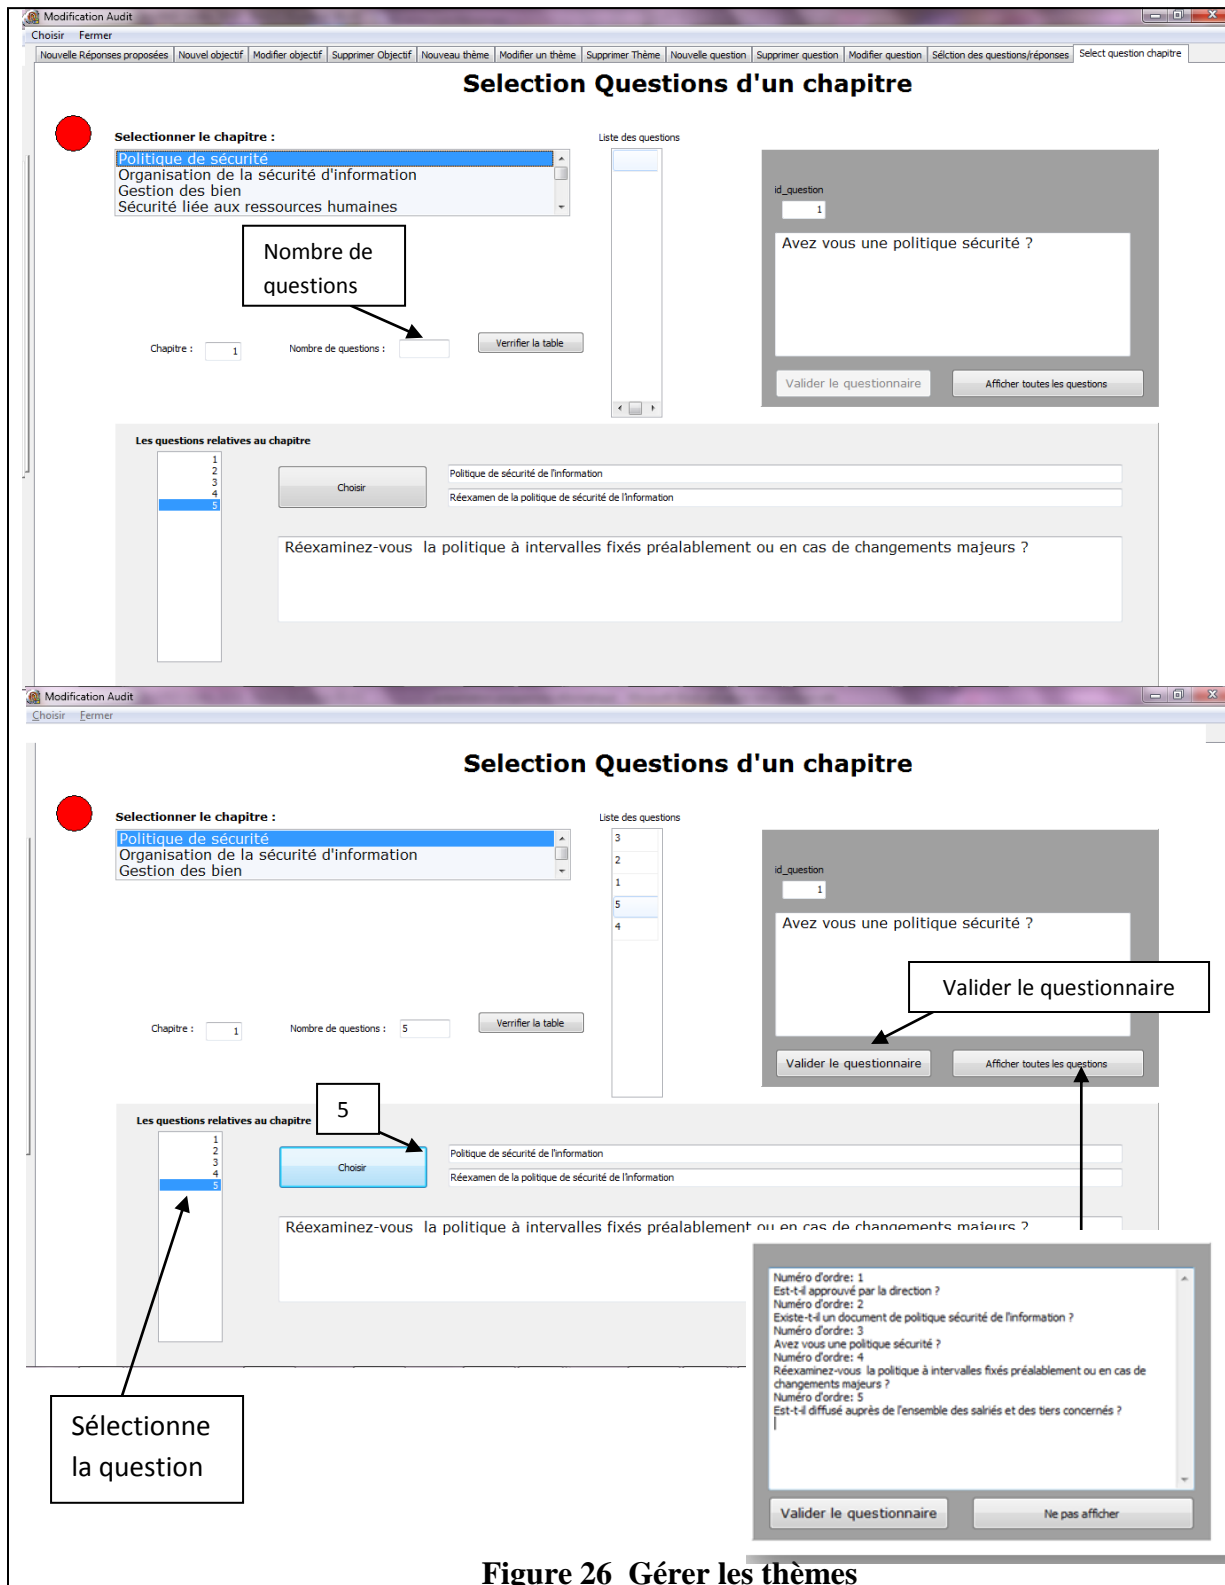 Modification Audit
Choisir Fermer
Nouvelle Réponses proposées Nouvel objectif Modifier objectif Supprimer Objectif Nouveau thème Modifier un thème Supprimer Thème Nouvelle question Supprimer question Modifier question Sélction des questions/réponses Select question chapitre
Selection Questions d'un chapitre
Selectionner le chapitre :
Liste des questions
Politique de sécurité
Organisation de la sécurité d'information
Gestion des bien
Sécurité liée aux ressources humaines
id_question
1
Avez vous une politique sécurité ?
Nombre de
questions
Chapitre : 1 Nombre de questions : Verrifier la table
Valider le questionnaire Afficher toutes les questions
Les questions relatives au chapitre
1
2
3
4
5
Choisir
Politique de sécurité de l'information
Réexamen de la politique de sécurité de l'information
Réexaminez-vous la politique à intervalles fixés préalablement ou en cas de changements majeurs ?
Modification Audit
Choisir Fermer
Selection Questions d'un chapitre
Selectionner le chapitre :
Liste des questions
Politique de sécurité
Organisation de la sécurité d'information
Gestion des bien
3
2
1
5
4
id_question
1
Avez vous une politique sécurité ?
Valider le questionnaire
Chapitre : 1 Nombre de questions : 5 Verrifier la table
Valider le questionnaire Afficher toutes les questions
5
Les questions relatives au chapitre
1
2
3
4
5
Choisir
Politique de sécurité de l'information
Réexamen de la politique de sécurité de l'information
Réexaminez-vous la politique à intervalles fixés préalablement ou en cas de changements majeurs ?
Numéro d'ordre: 1
Est-t-il approuvé par la direction ?
Numéro d'ordre: 2
Existe-t-il un document de politique sécurité de l'information ?
Numéro d'ordre: 3
Avez vous une politique sécurité ?
Numéro d'ordre: 4
Réexaminez-vous la politique à intervalles fixés préalablement ou en cas de
changements majeurs ?
Numéro d'ordre: 5
Est-t-il diffusé auprès de l'ensemble des salriés et des tiers concernés ?
Sélectionne
la question
Valider le questionnaire Ne pas afficher
Figure 26 Gérer les thèmes